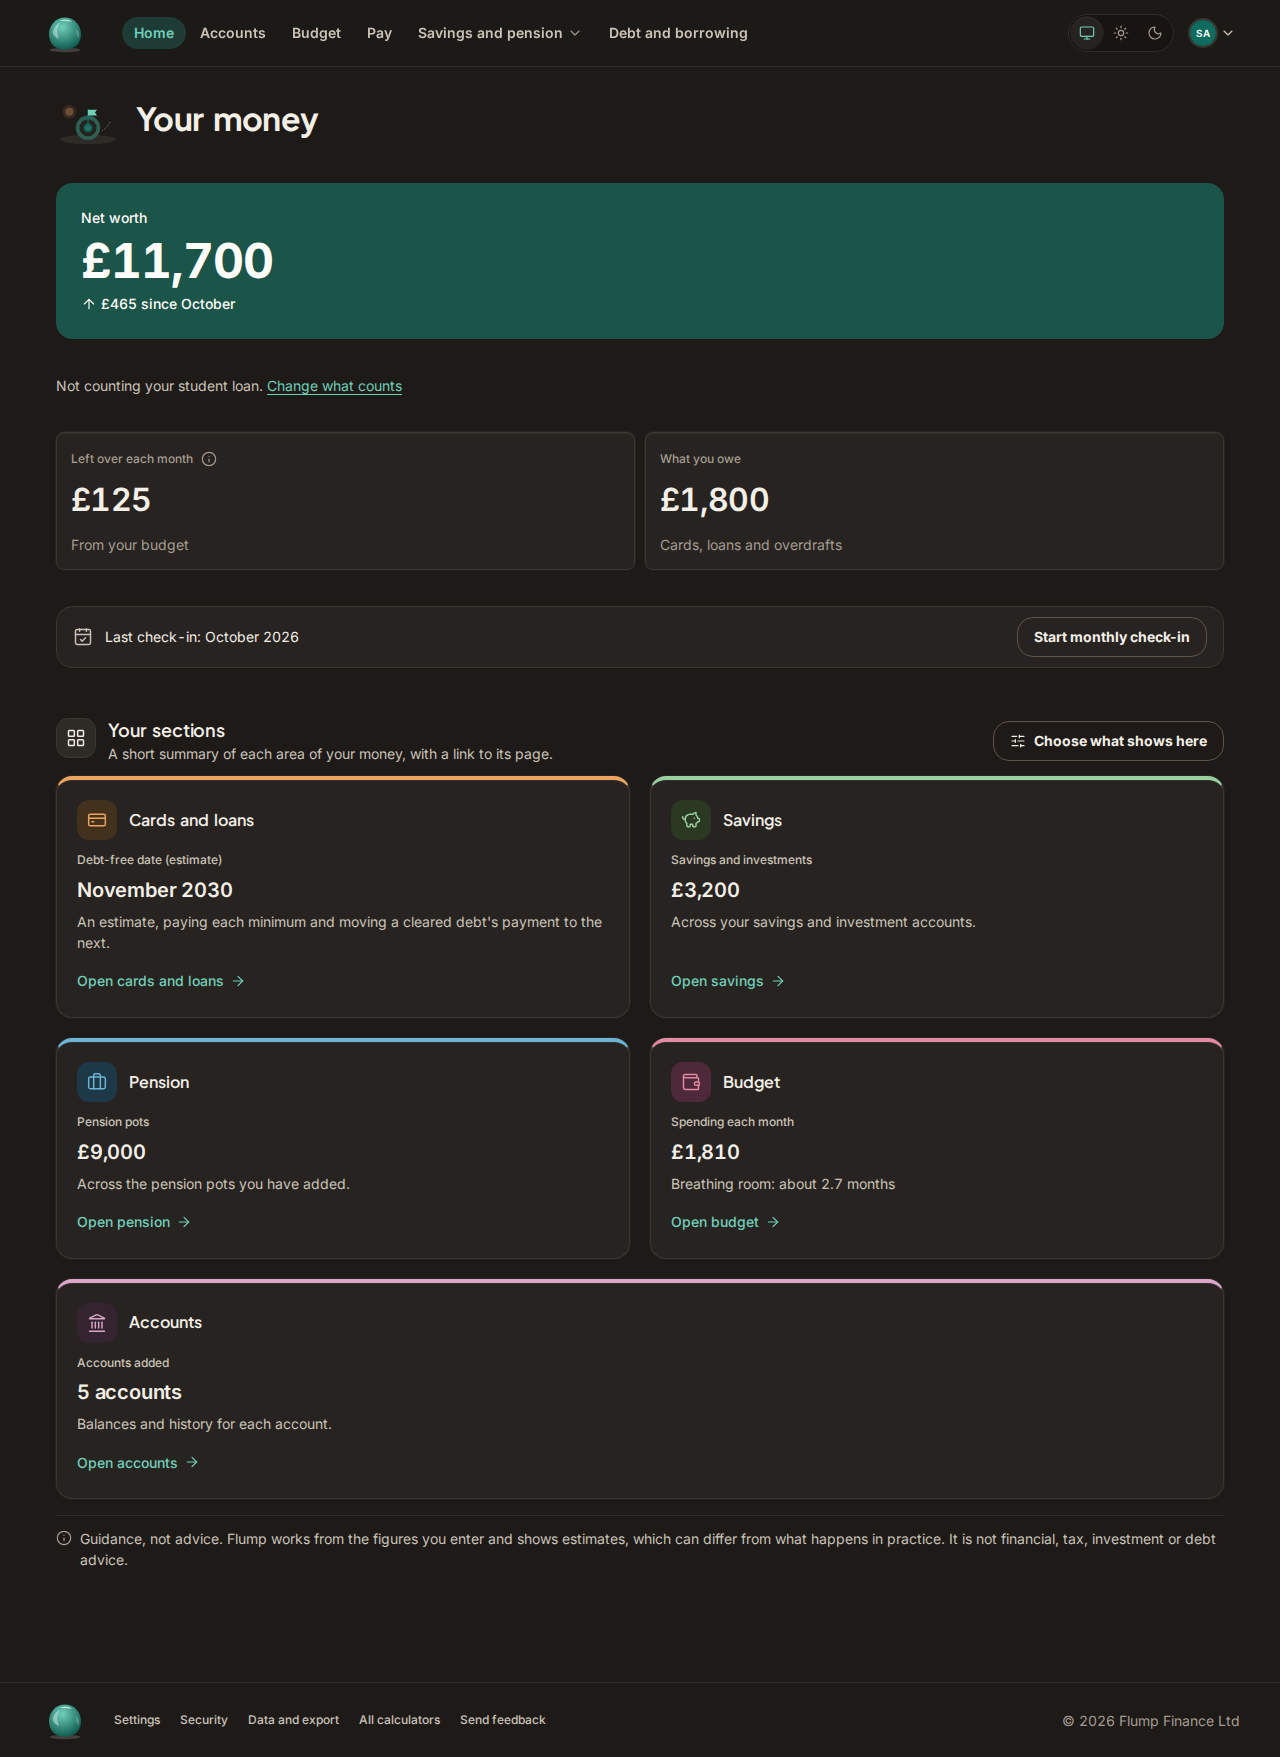 Home Accounts Budget Pay Savings and pension Debt and borrowing SA
Your money
Net worth
£11,700
£465 since October
Not counting your student loan. Change what counts
Left over each month
£125
From your budget
What you owe
£1,800
Cards, loans and overdrafts
Last check-in: October 2026
Start monthly check-in
Your sections
A short summary of each area of your money, with a link to its page.
Choose what shows here
Cards and loans
Debt-free date (estimate)
November 2030
An estimate, paying each minimum and moving a cleared debt's payment to the
next.
Open cards and loans
Savings
Savings and investments
£3,200
Across your savings and investment accounts.
Open savings
Pension
Pension pots
£9,000
Across the pension pots you have added.
Open pension
Budget
Spending each month
£1,810
Breathing room: about 2.7 months
Open budget
Accounts
Accounts added
5 accounts
Balances and history for each account.
Open accounts
Guidance, not advice. Flump works from the figures you enter and shows estimates, which can differ from what happens in practice. It is not financial, tax, investment or debt
advice.
Settings Security Data and export All calculators Send feedback
© 2026 Flump Finance Ltd